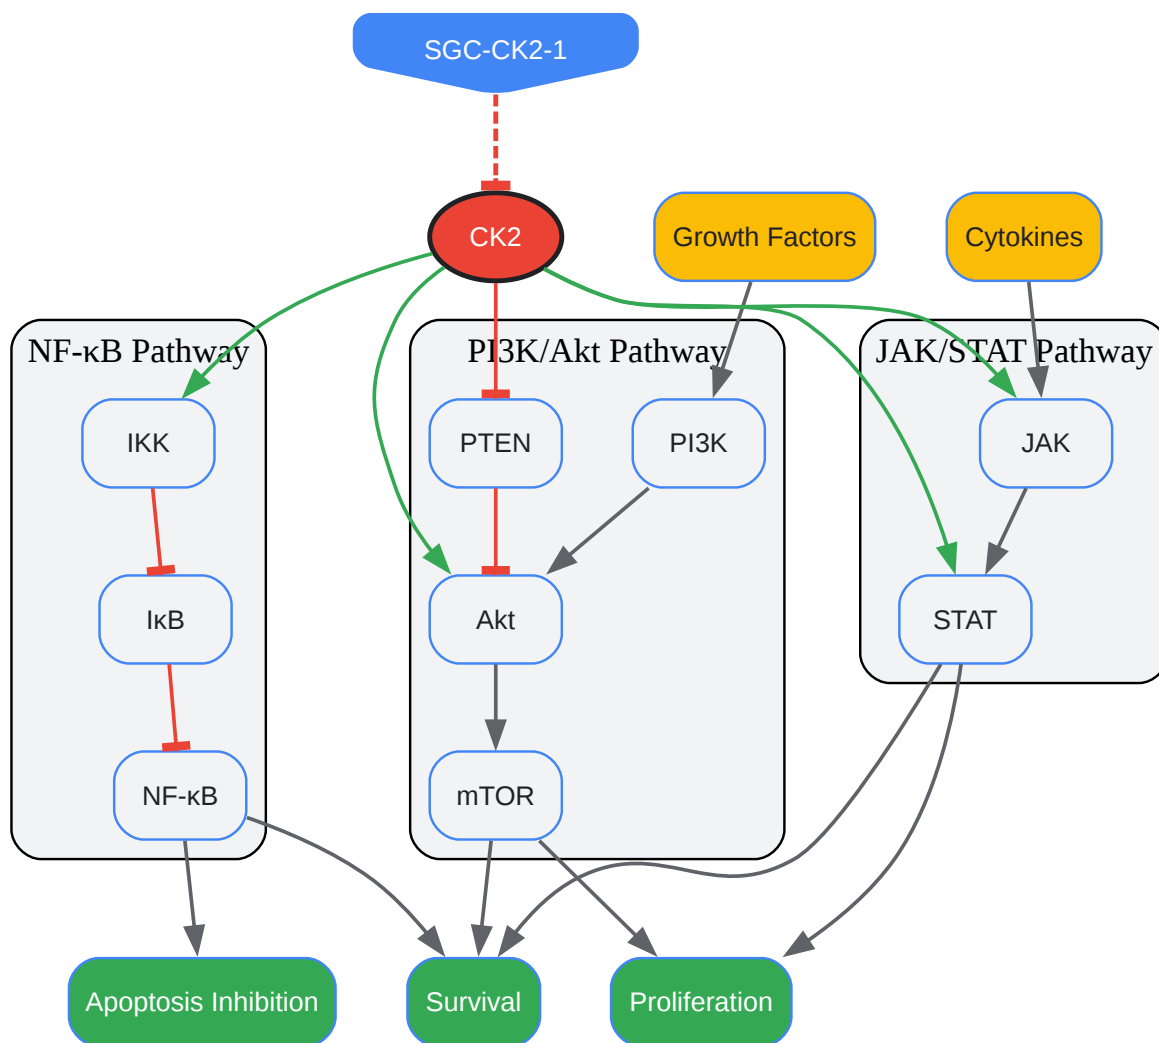 SGC-CK2-1
CK2
Growth Factors
Cytokines
NF-κB Pathway
PI3K/Akt Pathway
JAK/STAT Pathway
IKK
PTEN
PI3K
JAK
IκB
Akt
STAT
NF-κB
mTOR
Apoptosis Inhibition
Survival
Proliferation